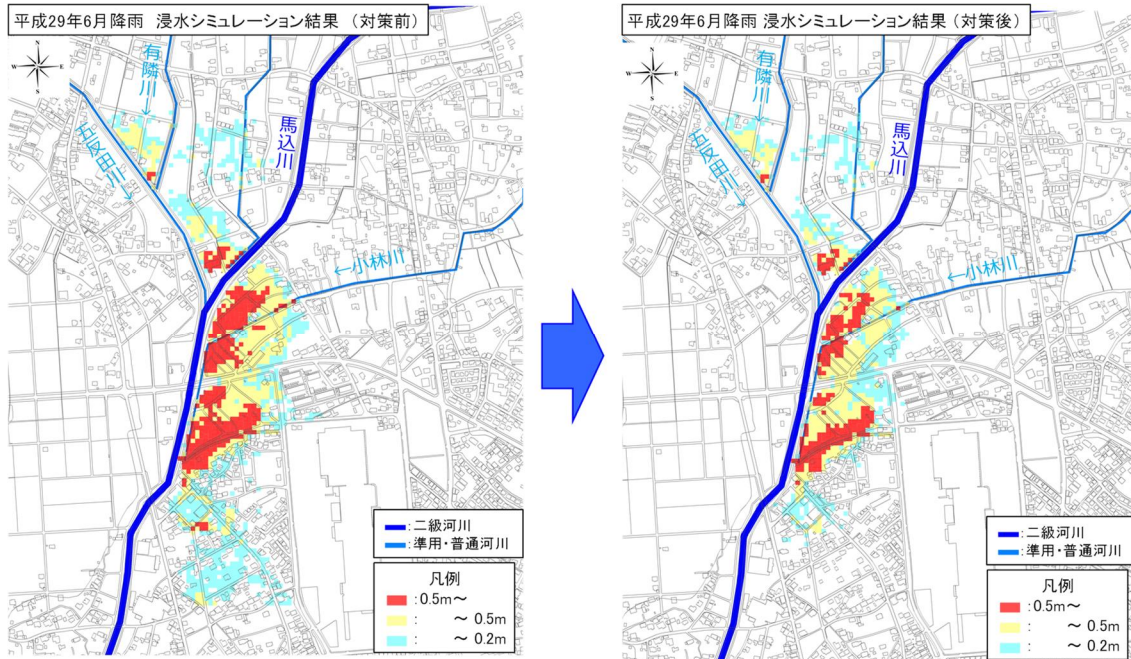 平成29年6月降雨 浸水シミュレーション結果 (対策前)
N
W
E
S
有隣川→
五反田川→
馬込川
←小林川
:二級河川
:準用・普通河川
凡例
:0.5m～
: ～ 0.5m
: ～ 0.2m
平成29年6月降雨 浸水シミュレーション結果 (対策後)
N
W
E
S
有隣川→
五反田川→
馬込川
←小林川
:二級河川
:準用・普通河川
凡例
:0.5m～
: ～ 0.5m
: ～ 0.2m